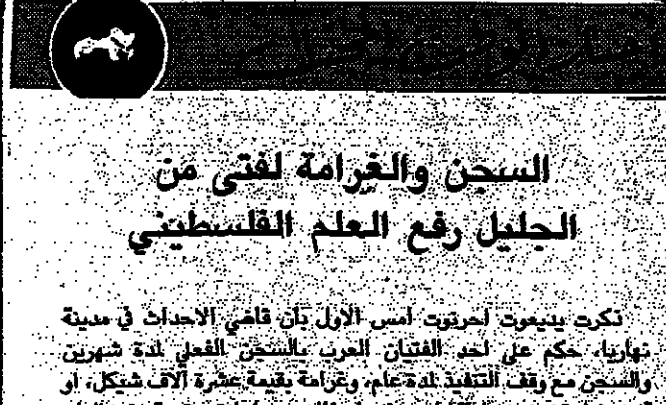 السجن والغرامة لفتى من
الجليل رفع العلم الفلسطيني
ذكرت يديعوت احرنوت امس الاول بأن قاضي الاحداث في مدينة
نهاريا، حكم على احد الفتيان العرب بالسجن الفعلي لمدة شهرين
والسجن مع وقف التنفيذ لمدة عام، وغرامة بقيمة عشرة آلاف شيكل، او